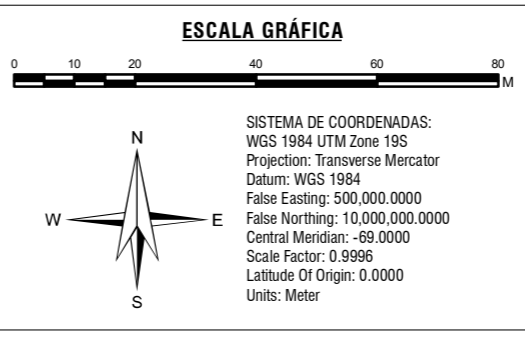 ESCALA GRÁFICA
0 10 20 40 60 80
M
N
W E
S
SISTEMA DE COORDENADAS:
WGS 1984 UTM Zone 19S
Projection: Transverse Mercator
Datum: WGS 1984
False Easting: 500,000.0000
False Northing: 10,000,000.0000
Central Meridian: -69.0000
Scale Factor: 0.9996
Latitude Of Origin: 0.0000
Units: Meter